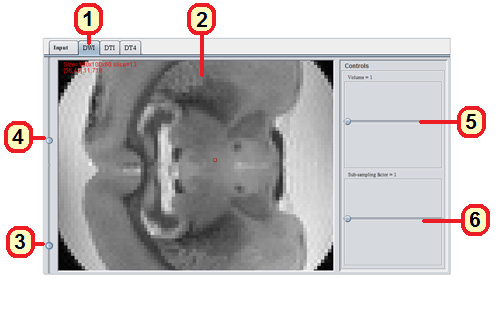 1
2
Input DWI DTI DT4
Controls
Volume = 1
5
4
Sub-sampling factor = 1
6
3